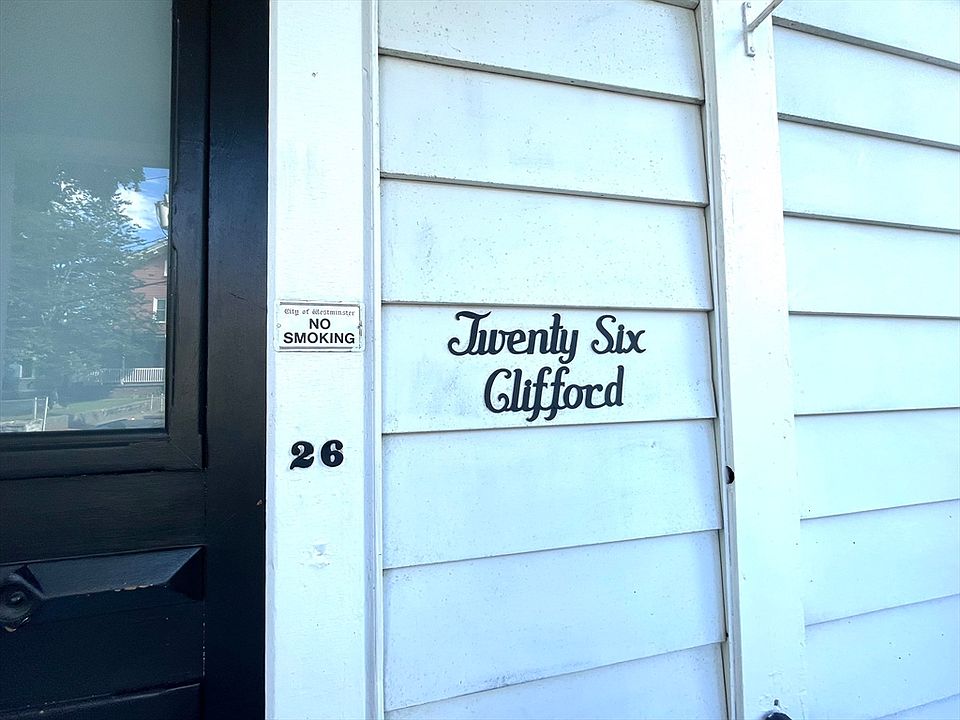 City of Westminster
NO
SMOKING
26
Twenty Six
Clifford